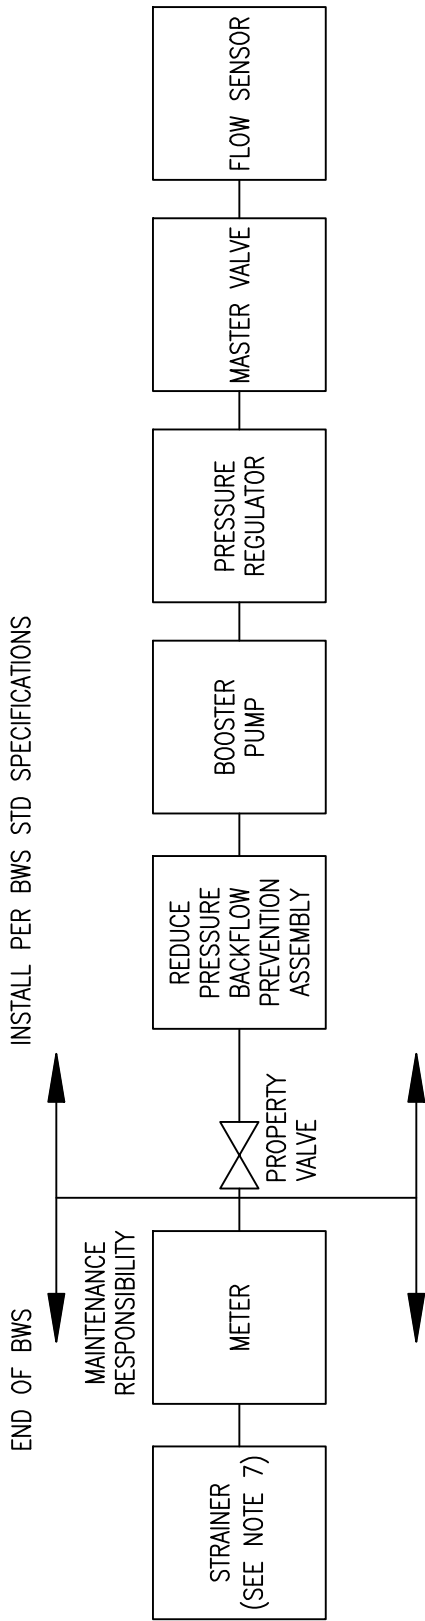 END OF BWS
INSTALL PER BWS STD SPECIFICATIONS
MAINTENANCE
RESPONSIBILITY
STRAINER
(SEE NOTE 7)
METER
PROPERTY
VALVE
REDUCE
PRESSURE
BACKFLOW
PREVENTION
ASSEMBLY
BOOSTER
PUMP
PRESSURE
REGULATOR
MASTER VALVE
FLOW SENSOR